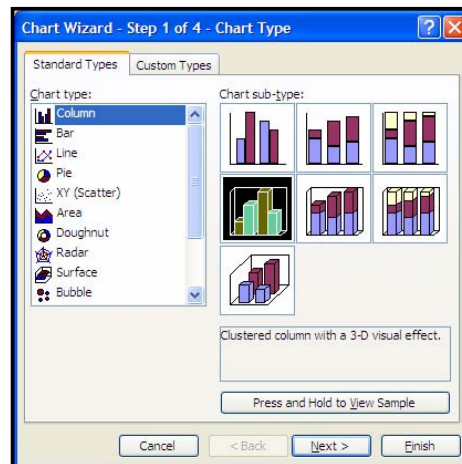 Chart Wizard - Step 1 of 4 - Chart Type
Standard Types
Custom Types
Chart type:
Column
Bar
Line
Pie
XY (Scatter)
Area
Doughnut
Radar
Surface
Bubble
Chart sub-type:
Clustered column with a 3-D visual effect.
Press and Hold to View Sample
Cancel
< Back
Next >
Finish